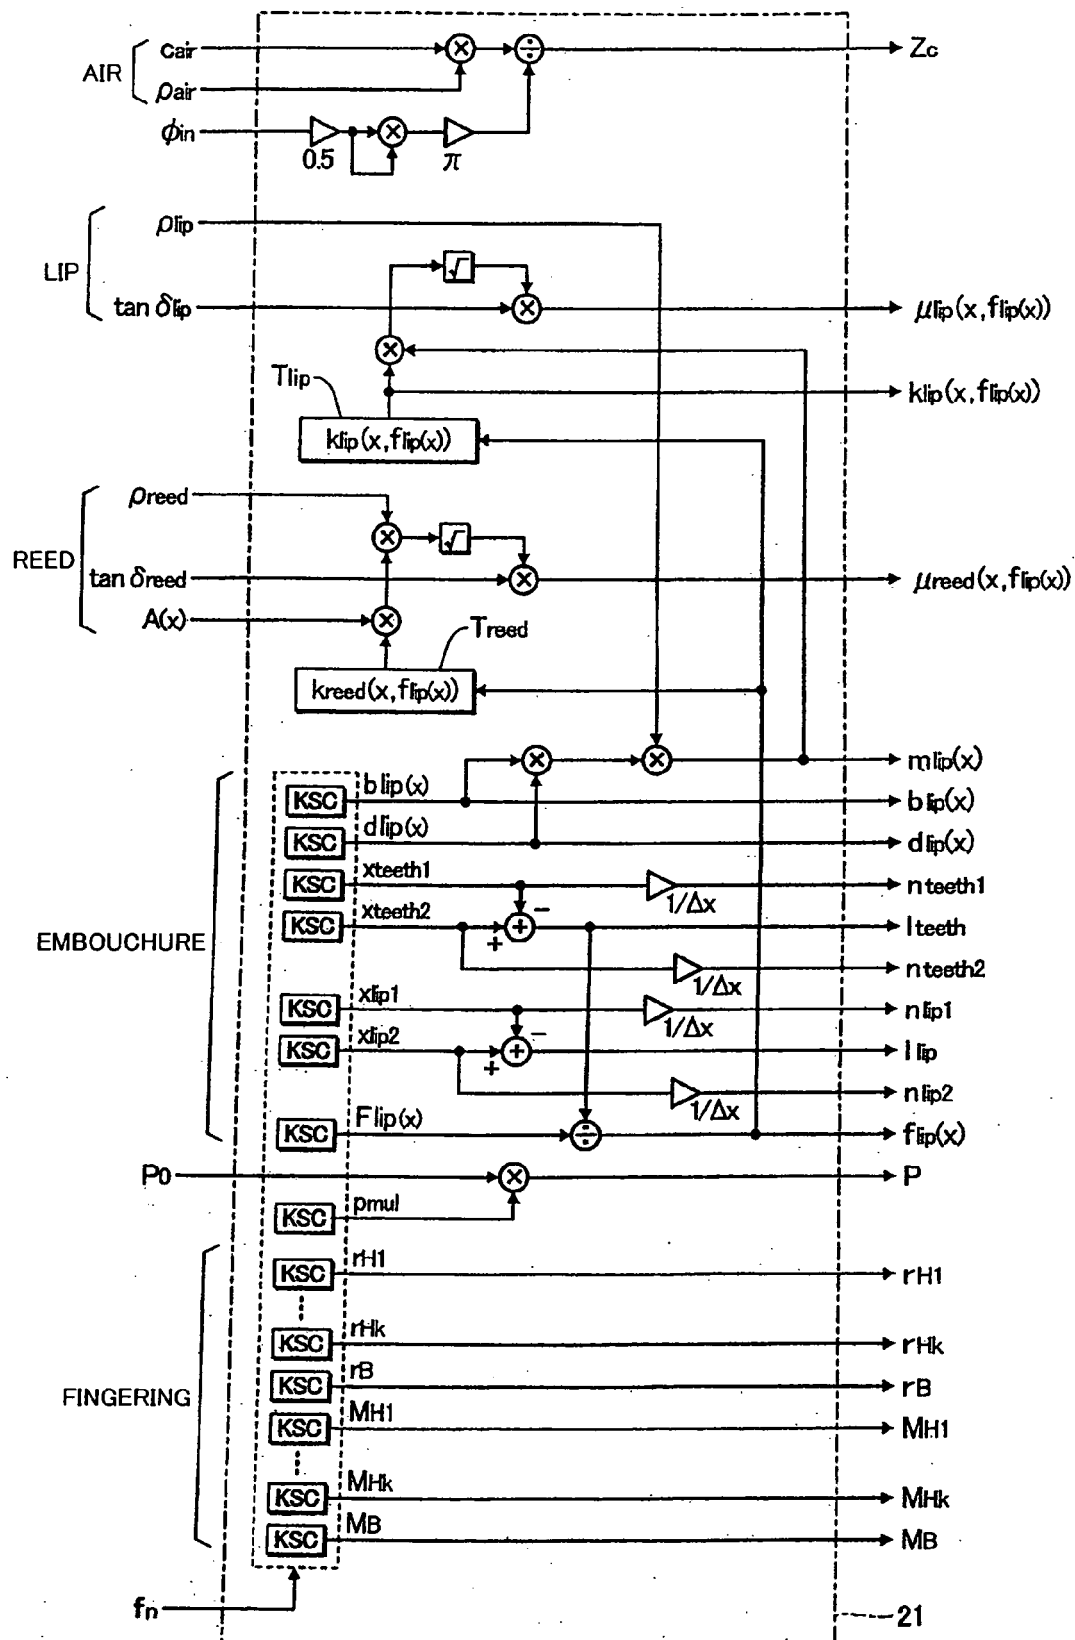 cair × ÷ Zc
AIR
ρair
φin × 
0.5 π
ρlip
LIP √
tan δlip × μlip(x,flip(x))
×
Tlip klip(x,flip(x))
klip(x,flip(x))
ρreed
× √
REED
tan δreed × μreed(x,flip(x))
A(x) ×
Treed
kreed(x,flip(x))
× × mlip(x)
KSC blip(x) blip(x)
KSC dlip(x) dlip(x)
KSC xteeth1 1/Δx nteeth1
−
KSC xteeth2 + + lteeth
EMBOUCHURE
1/Δx nteeth2
KSC xlip1 1/Δx nlip1
−
KSC xlip2 + + llip
1/Δx nlip2
KSC Flip(x) ÷ flip(x)
P0 × P
KSC pmul
KSC rH1 rH1
KSC rHk rHk
KSC rB rB
FINGERING
KSC MH1 MH1
KSC MHk MHk
KSC MB MB
fn
21